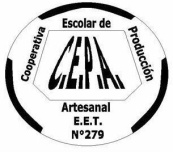 Cooperativa
Escolar de
Producción
C.E.P.A.
Artesanal
E.E.T.
N°279